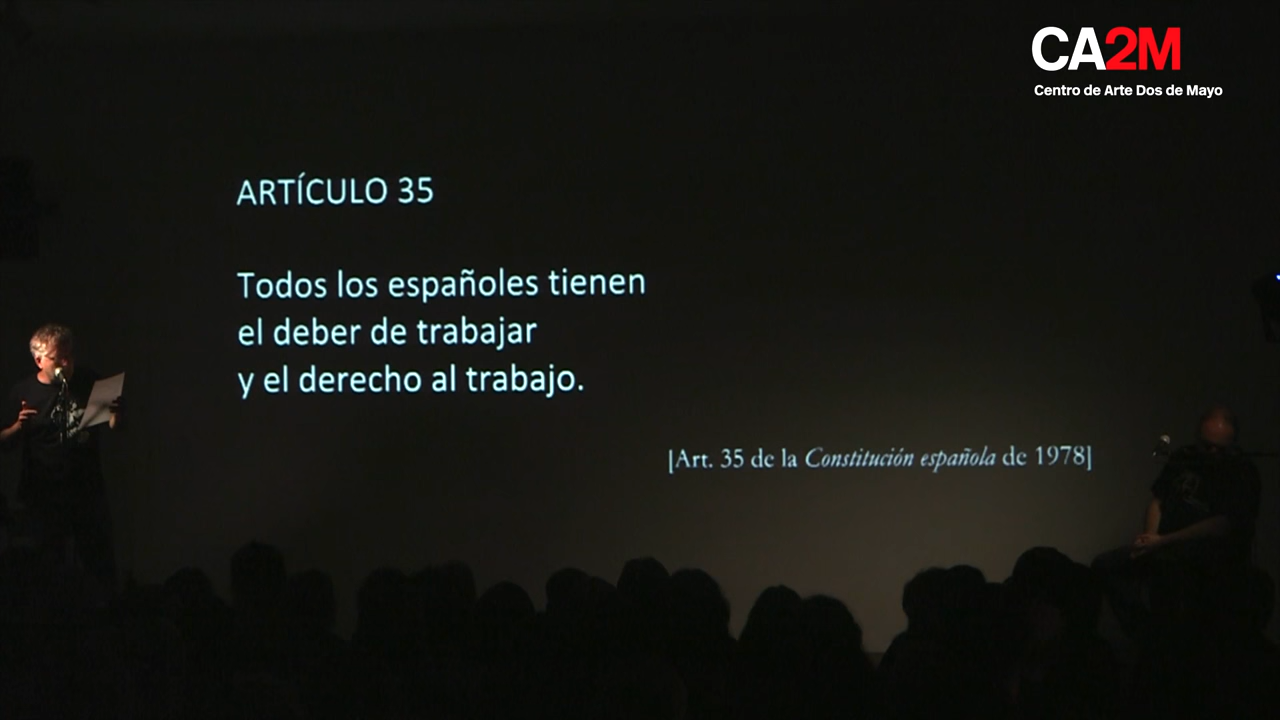 CA2M
Centro de Arte Dos de Mayo
ARTÍCULO 35
Todos los españoles tienen
el deber de trabajar
y el derecho al trabajo.
[Art. 35 de la Constitución española de 1978]